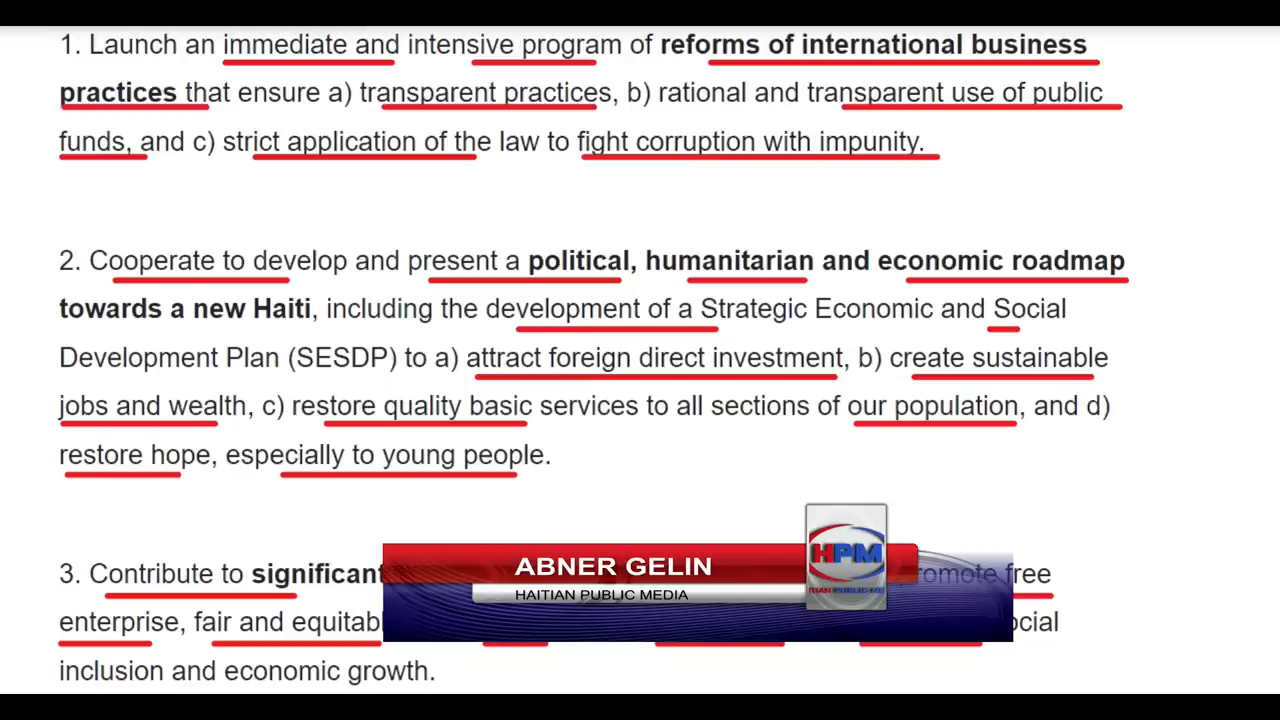 1. Launch an immediate and intensive program of reforms of international business
practices that ensure a) transparent practices, b) rational and transparent use of public
funds, and c) strict application of the law to fight corruption with impunity.
2. Cooperate to develop and present a political, humanitarian and economic roadmap
towards a new Haiti, including the development of a Strategic Economic and Social
Development Plan (SESDP) to a) attract foreign direct investment, b) create sustainable
jobs and wealth, c) restore quality basic services to all sections of our population, and d)
restore hope, especially to young people.
3. Contribute to significant promote free
enterprise, fair and equitabl ocial
inclusion and economic growth.
ABNER GELIN
HAITIAN PUBLIC MEDIA
HPM